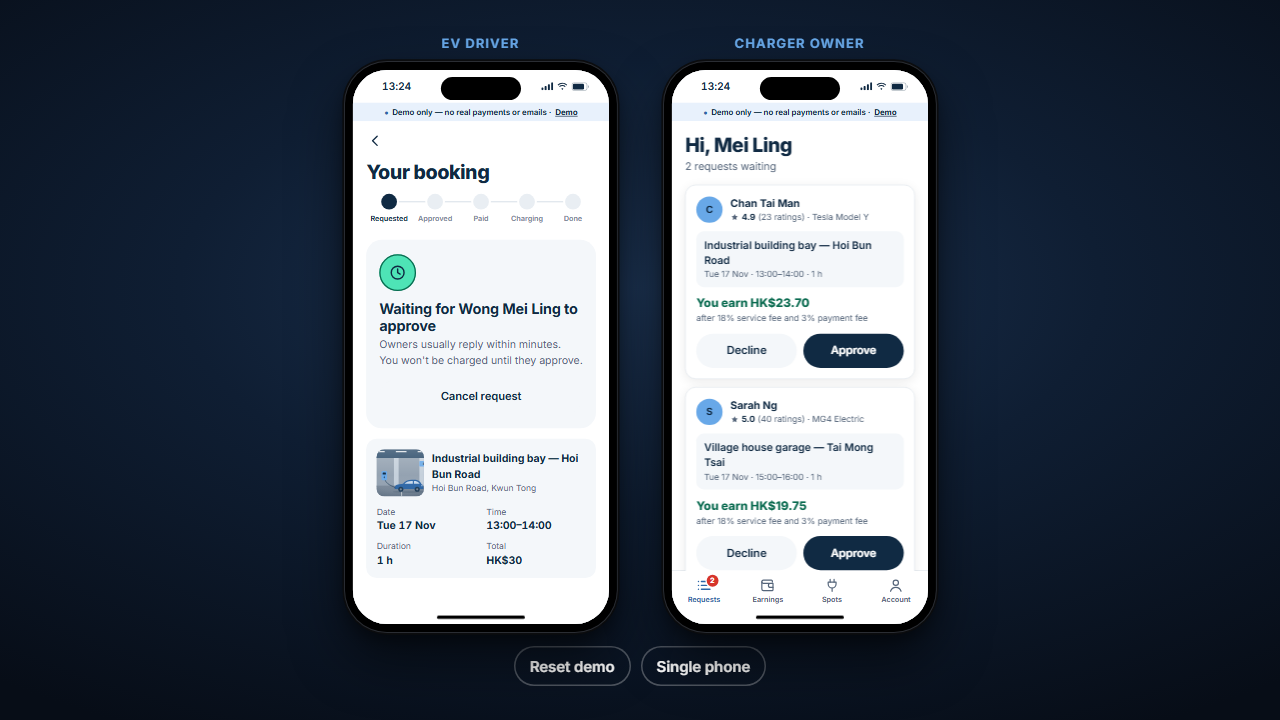 EV DRIVER
13:24
Demo only — no real payments or emails · Demo
Your booking
Requested Approved Paid Charging Done
Waiting for Wong Mei Ling to
approve
Owners usually reply within minutes.
You won't be charged until they approve.
Cancel request
Industrial building bay — Hoi
Bun Road
Hoi Bun Road, Kwun Tong
Date Time
Tue 17 Nov 13:00–14:00
Duration Total
1 h HK$30
CHARGER OWNER
13:24
Demo only — no real payments or emails · Demo
Hi, Mei Ling
2 requests waiting
C
Chan Tai Man
★ 4.9 (23 ratings) · Tesla Model Y
Industrial building bay — Hoi Bun
Road
Tue 17 Nov · 13:00–14:00 · 1 h
You earn HK$23.70
after 18% service fee and 3% payment fee
Decline Approve
S
Sarah Ng
★ 5.0 (40 ratings) · MG4 Electric
Village house garage — Tai Mong
Tsai
Tue 17 Nov · 15:00–16:00 · 1 h
You earn HK$19.75
after 18% service fee and 3% payment fee
Decline Approve
2
Requests Earnings Spots Account
Reset demo Single phone